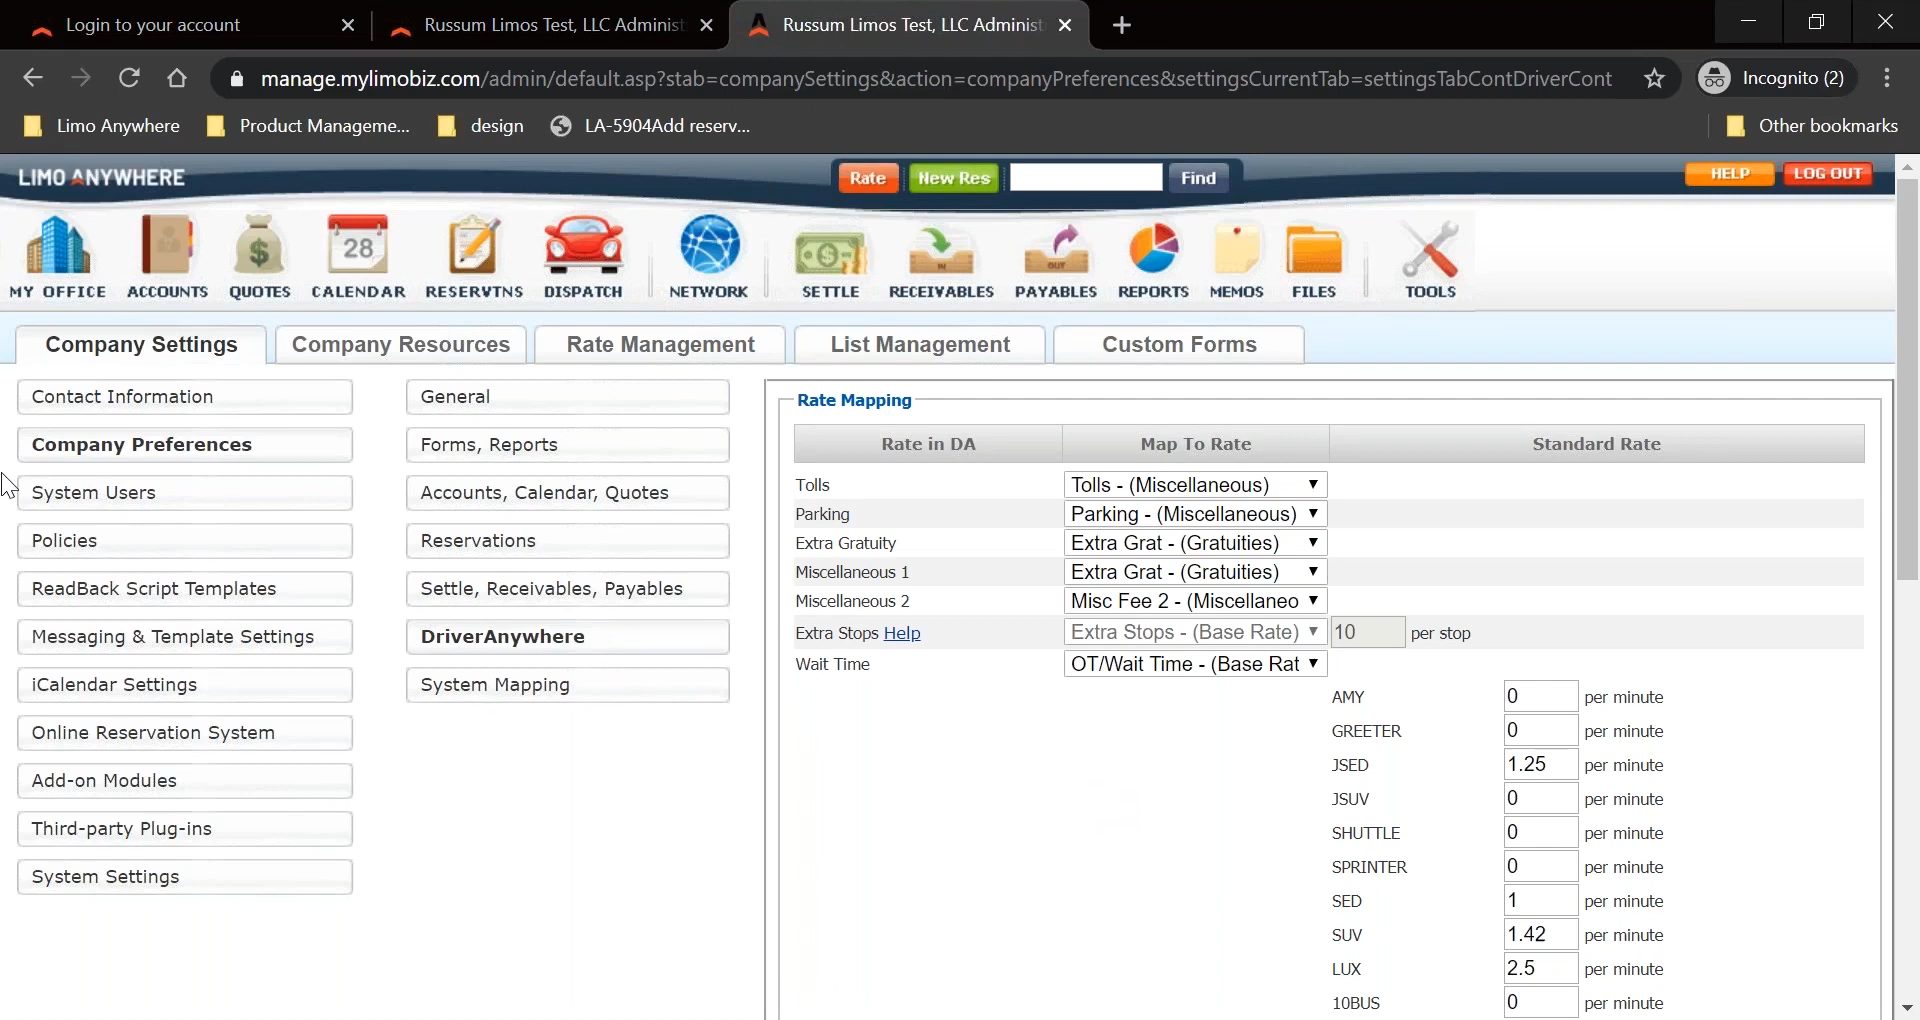 Login to your account
Russum Limos Test, LLC Administ
Russum Limos Test, LLC Administ
manage.mylimobiz.com/admin/default.asp?stab=companySettings&action=companyPreferences&settingsCurrentTab=settingsTabContDriverCont
Incognito (2)
Limo Anywhere
Product Manageme...
design
LA-5904Add reserv...
Other bookmarks
LIMO ANYWHERE
Rate
New Res
Find
HELP
LOG OUT
28
IN
OUT
MY OFFICE
ACCOUNTS
QUOTES
CALENDAR
RESERVTNS
DISPATCH
NETWORK
SETTLE
RECEIVABLES
PAYABLES
REPORTS
MEMOS
FILES
TOOLS
Company Settings
Company Resources
Rate Management
List Management
Custom Forms
Contact Information
Company Preferences
System Users
Policies
ReadBack Script Templates
Messaging & Template Settings
iCalendar Settings
Online Reservation System
Add-on Modules
Third-party Plug-ins
System Settings
General
Forms, Reports
Accounts, Calendar, Quotes
Reservations
Settle, Receivables, Payables
DriverAnywhere
System Mapping
Rate Mapping
Rate in DA Map To Rate Standard Rate
Tolls Tolls - (Miscellaneous)
Parking Parking - (Miscellaneous)
Extra Gratuity Extra Grat - (Gratuities)
Miscellaneous 1 Extra Grat - (Gratuities)
Miscellaneous 2 Misc Fee 2 - (Miscellaneo
Extra Stops Help Extra Stops - (Base Rate) 10 per stop
Wait Time OT/Wait Time - (Base Rat
AMY 0 per minute
GREETER 0 per minute
JSED 1.25 per minute
JSUV 0 per minute
SHUTTLE 0 per minute
SPRINTER 0 per minute
SED 1 per minute
SUV 1.42 per minute
LUX 2.5 per minute
10BUS 0 per minute